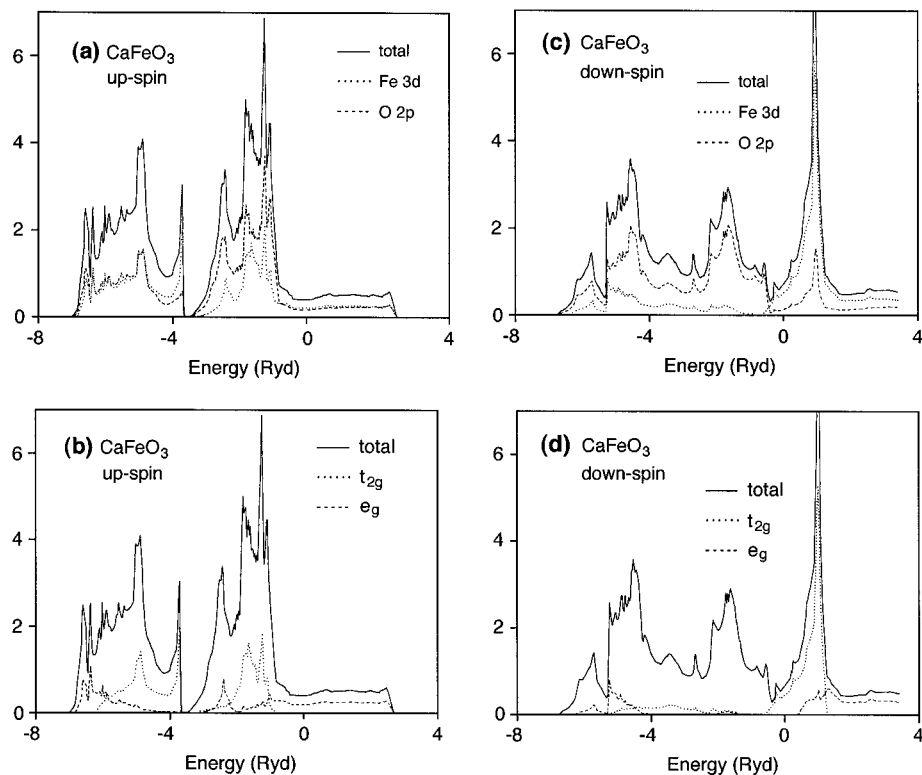 (a) CaFeO3
up-spin
total
Fe 3d
O 2p
6
4
2
0
-8
-4
0
4
Energy (Ryd)
(c) CaFeO3
down-spin
total
Fe 3d
O 2p
6
4
2
0
-8
-4
0
4
Energy (Ryd)
(b) CaFeO3
up-spin
total
t2g
eg
6
4
2
0
-8
-4
0
4
Energy (Ryd)
(d) CaFeO3
down-spin
total
t2g
eg
6
4
2
0
-8
-4
0
4
Energy (Ryd)